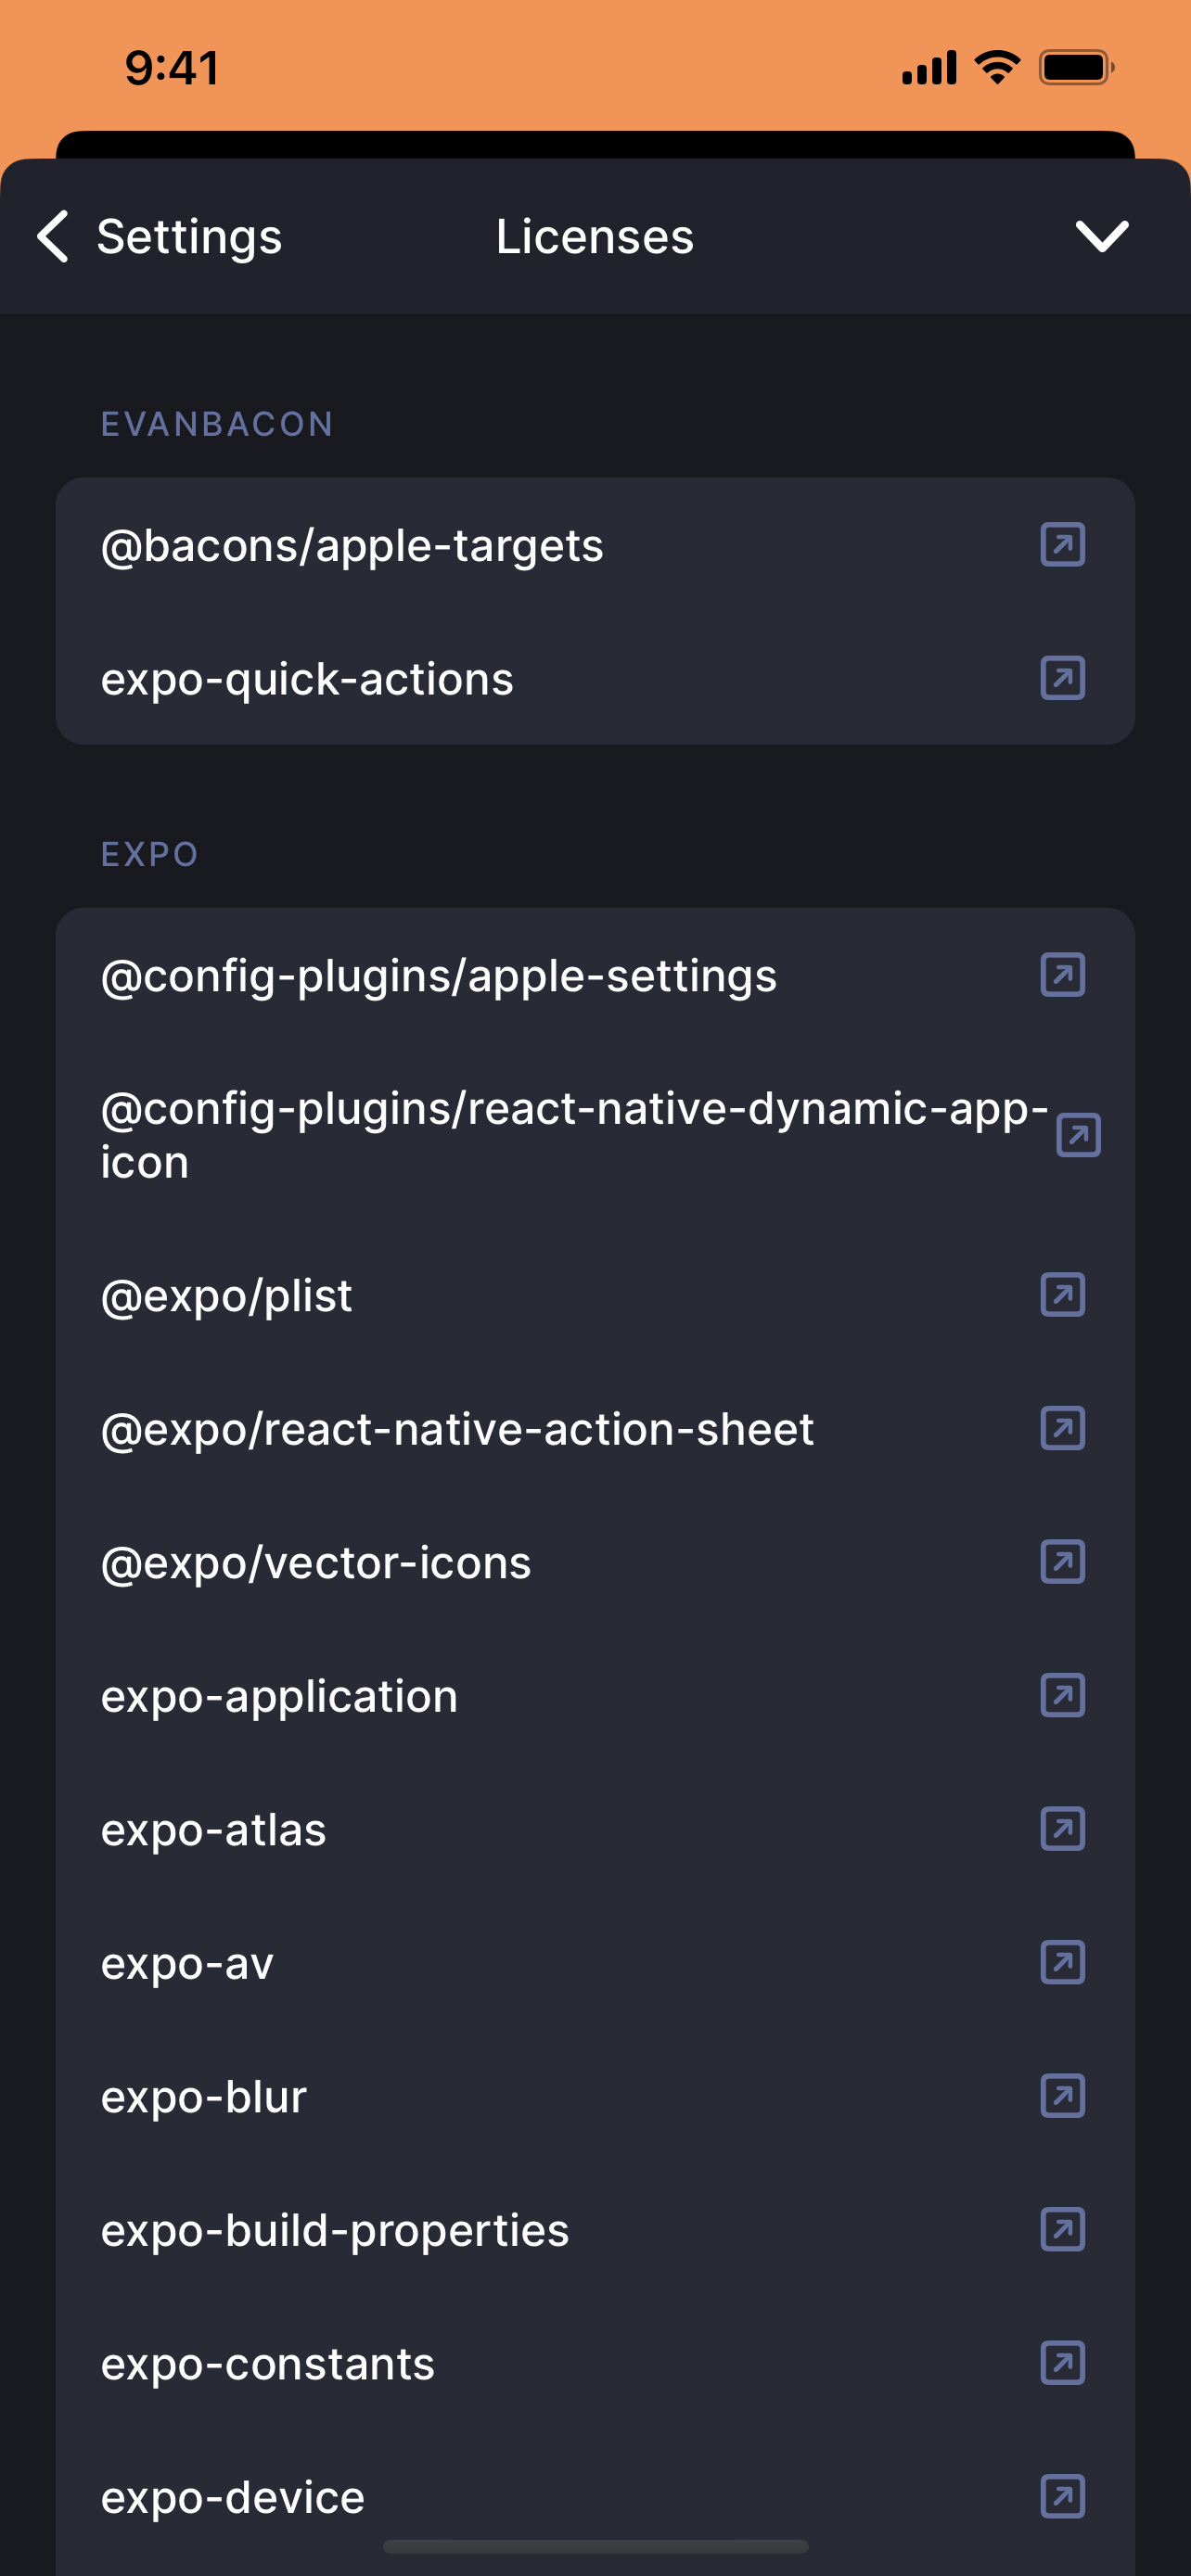 9:41
Settings
Licenses
EVANBACON
@bacons/apple-targets
expo-quick-actions
EXPO
@config-plugins/apple-settings
@config-plugins/react-native-dynamic-app-
icon
@expo/plist
@expo/react-native-action-sheet
@expo/vector-icons
expo-application
expo-atlas
expo-av
expo-blur
expo-build-properties
expo-constants
expo-device